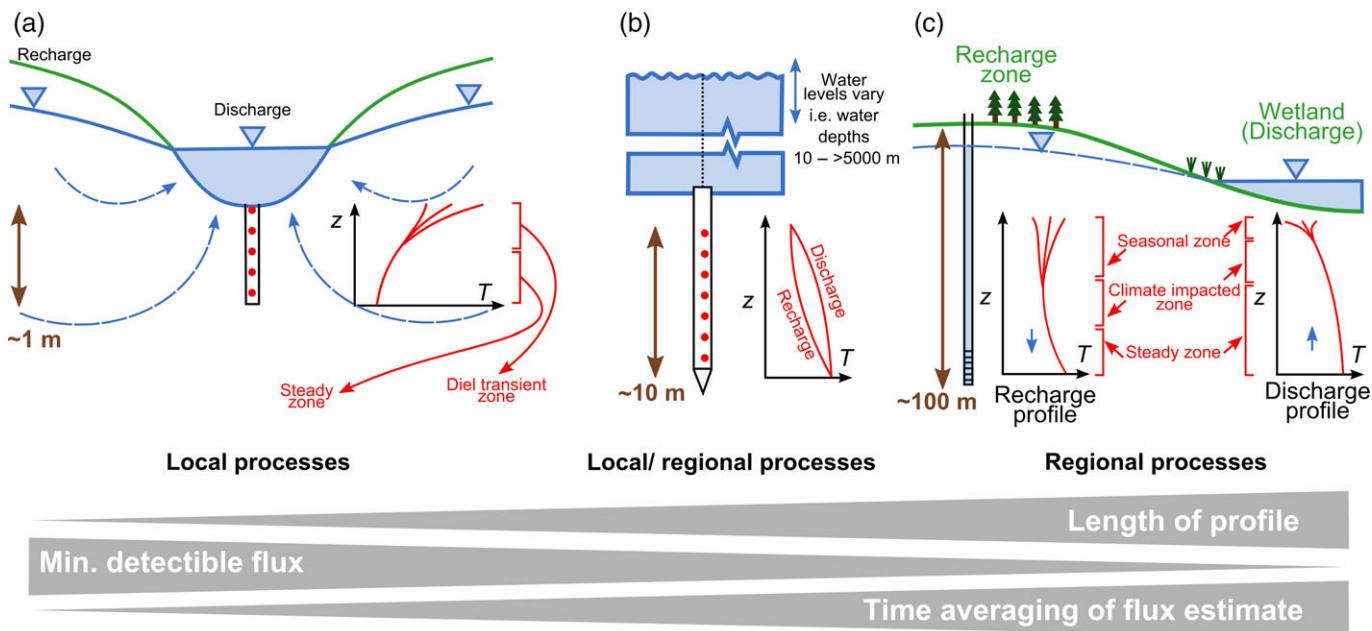 (a)
Recharge
Discharge
z
T
~1 m
Steady
zone
Diel transient
zone
Local processes
(b)
Water
levels vary
i.e. water
depths
10 – >5000 m
z
Discharge
Recharge
T
~10 m
Local/ regional processes
(c)
Recharge
zone
Wetland
(Discharge)
~100 m
z
T
Recharge
profile
Seasonal zone
Climate impacted
zone
Steady zone
z
T
Discharge
profile
Regional processes
Length of profile
Min. detectible flux
Time averaging of flux estimate